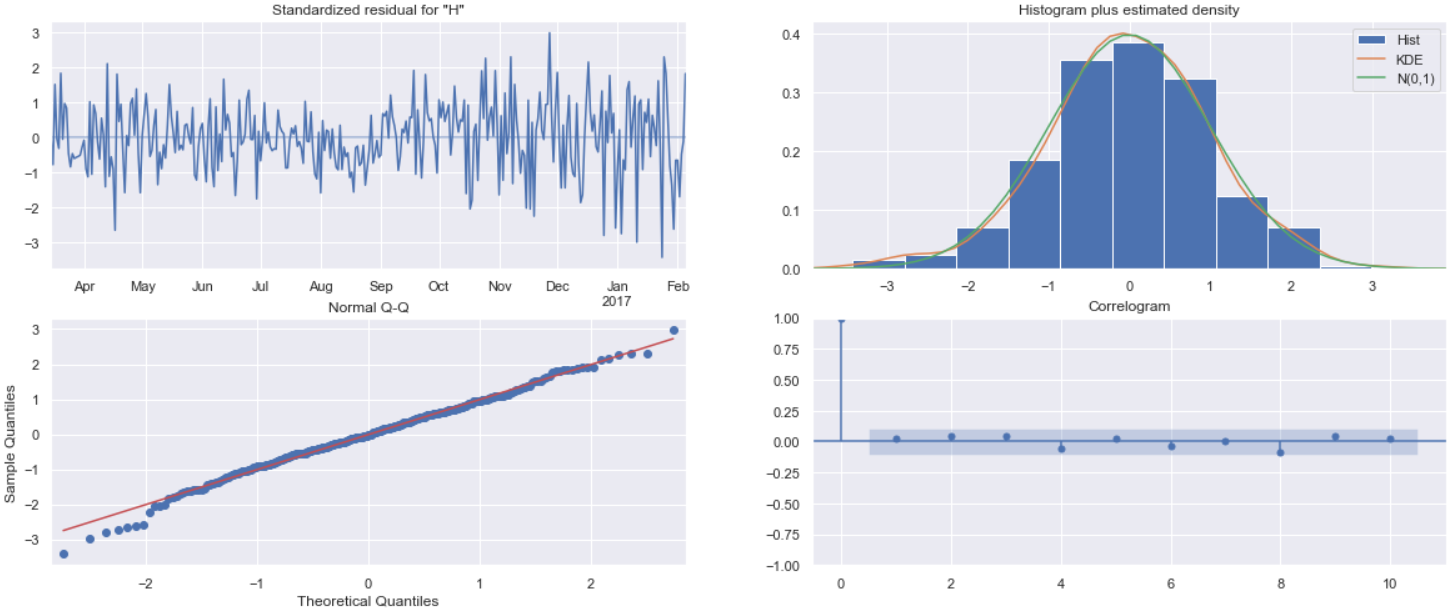 Standardized residual for "H"
3
2
1
0
−1
−2
−3
Apr May Jun Jul Aug Sep Oct Nov Dec Jan Feb
2017
Histogram plus estimated density
Hist
KDE
N(0,1)
0.4
0.3
0.2
0.1
0.0
−3 −2 −1 0 1 2 3
Normal Q-Q
Sample Quantiles
3
2
1
0
−1
−2
−3
−2 −1 0 1 2
Theoretical Quantiles
Correlogram
1.00
0.75
0.50
0.25
0.00
−0.25
−0.50
−0.75
−1.00
0 2 4 6 8 10